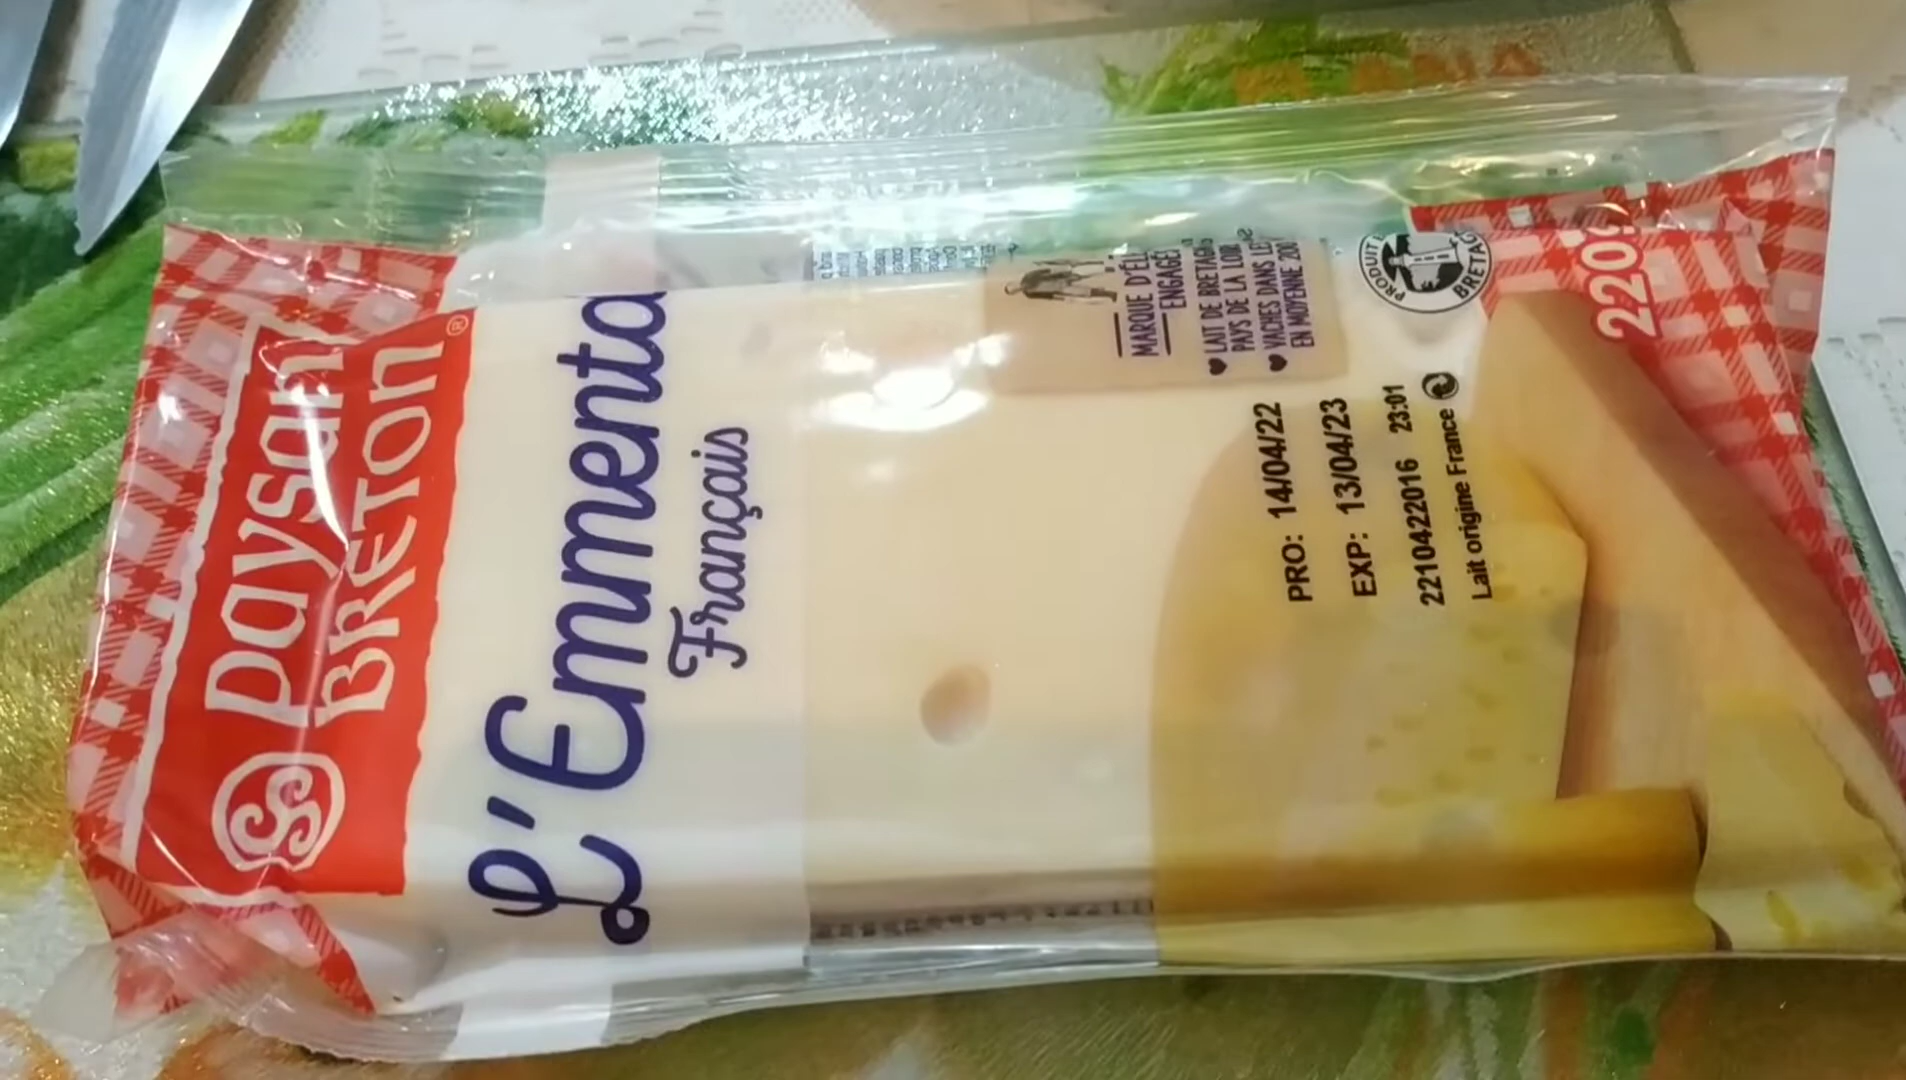 Paysan
BRETON®
L'Emmenta
Français
MARQUE D'ÉL
ENGAGÉ
LAIT DE BRETAG
PAYS DE LA LOIR
VACHES DANS LE
EN MOYENNE 200
PRODUIT
BRETAG
220g
PRO: 14/04/22
EXP: 13/04/23
2210422016 23:01
Lait origine France